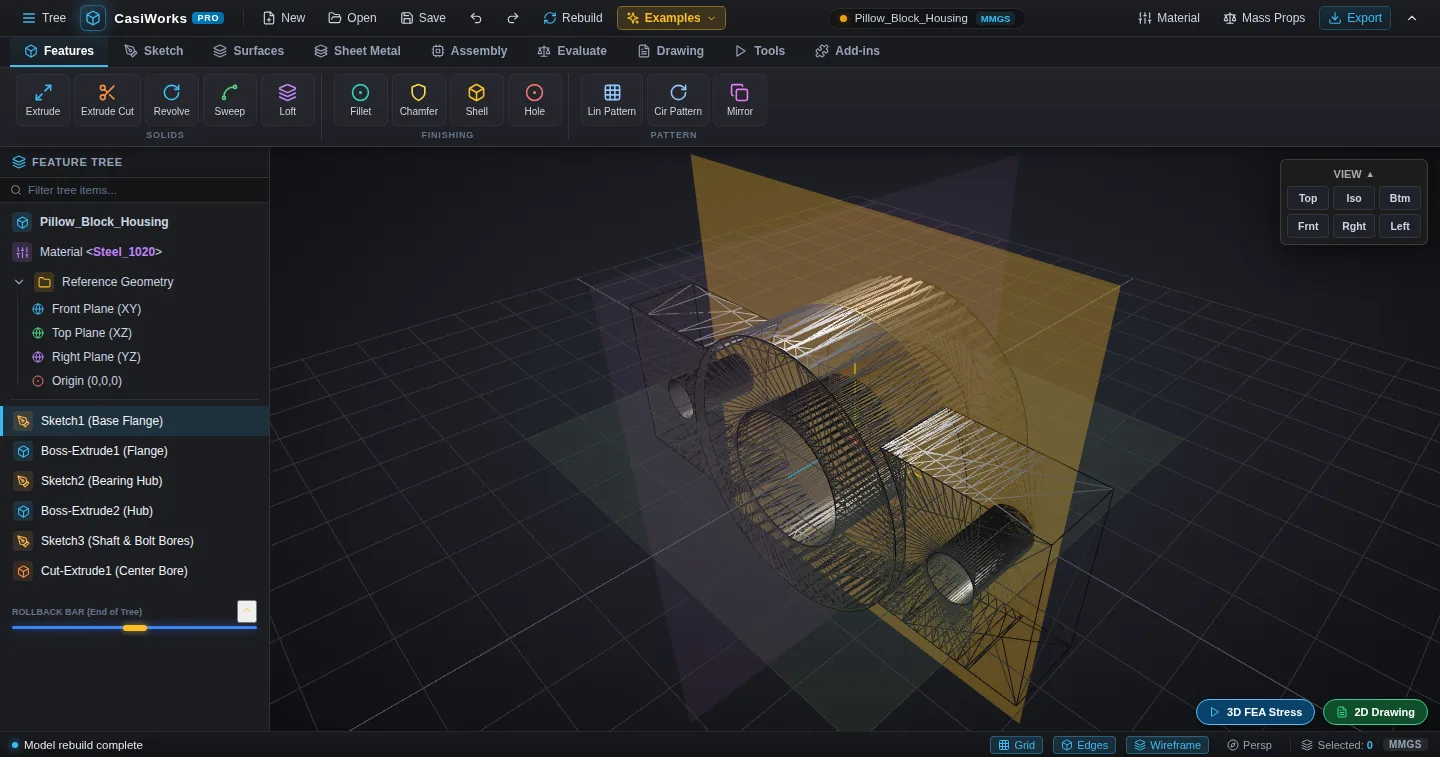 Tree CasiWorks PRO New Open Save Rebuild Examples Pillow_Block_Housing MMGS Material Mass Props Export
Features Sketch Surfaces Sheet Metal Assembly Evaluate Drawing Tools Add-ins
Extrude Extrude Cut Revolve Sweep Loft Fillet Chamfer Shell Hole Lin Pattern Cir Pattern Mirror
SOLIDS FINISHING PATTERN
FEATURE TREE
Filter tree items...
Pillow_Block_Housing
Material <Steel_1020>
Reference Geometry
Front Plane (XY)
Top Plane (XZ)
Right Plane (YZ)
Origin (0,0,0)
Sketch1 (Base Flange)
Boss-Extrude1 (Flange)
Sketch2 (Bearing Hub)
Boss-Extrude2 (Hub)
Sketch3 (Shaft & Bolt Bores)
Cut-Extrude1 (Center Bore)
ROLLBACK BAR (End of Tree)
VIEW ▲
Top Iso Btm
Frnt Rght Left
3D FEA Stress 2D Drawing
Model rebuild complete Grid Edges Wireframe Persp Selected: 0 MMGS